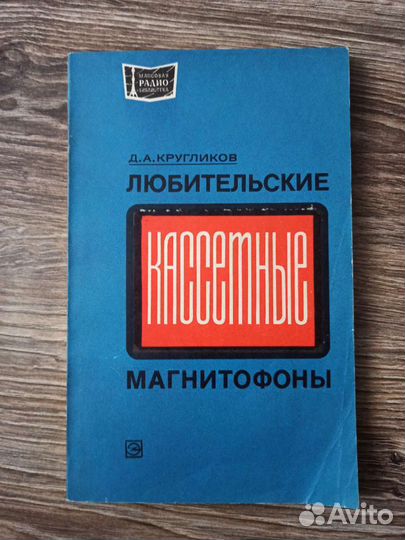 МАССОВАЯ
РАДИО
БИБЛИОТЕКА
Д.А.КРУГЛИКОВ
ЛЮБИТЕЛЬСКИЕ
КАССЕТНЫЕ
МАГНИТОФОНЫ
Avito